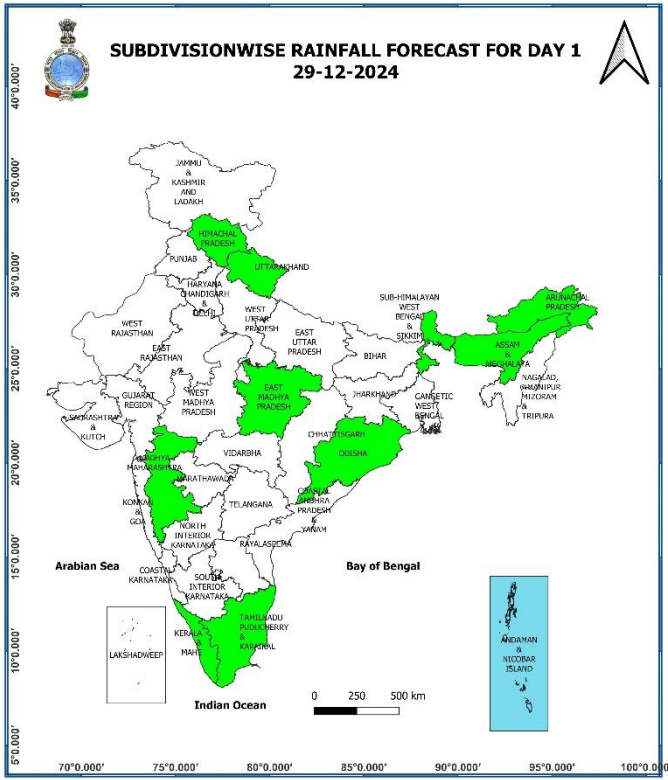 SUBDIVISIONWISE RAINFALL FORECAST FOR DAY 1
29-12-2024
40°0.000'
35°0.000'
30°0.000'
25°0.000'
20°0.000'
15°0.000'
10°0.000'
5°0.000'
JAMMU
&
KASHMIR
AND
LADAKH
HIMACHAL
PRADESH
PUNJAB
UTTARAKHAND
HARYANA
CHANDIGARH
&
DELHI
WEST
UTTAR
PRADESH
EAST
UTTAR
PRADESH
WEST
RAJASTHAN
EAST
RAJASTHAN
SUB-HIMALAYAN
WEST
BENGAL
&
SIKKIM
ARUNACHAL
PRADESH
ASSAM
&
MEGHALAYA
NAGALAD,
MANIPUR
MIZORAM
&
TRIPURA
BIHAR
JHARKHAND
GANGETIC
WEST
BENGAL
GUJARAT
REGION
SAURASHTRA
&
KUTCH
WEST
MADHYA
PRADESH
EAST
MADHYA
PRADESH
CHHATTISGARH
ODISHA
VIDARBHA
MADHYA
MAHARASHTRA
MARATHAWADA
KONKAN
&
GOA
TELANGANA
COASTAL
ANDHRA
PRADESH
&
YANAM
NORTH
INTERIOR
KARNATAKA
RAYALASEEMA
COASTAL
KARNATAKA
SOUTH
INTERIOR
KARNATAKA
KERALA
&
MAHE
TAMILNADU
PUDUCHERRY
&
KARAIKAL
LAKSHADWEEP
ANDAMAN
&
NICOBAR
ISLAND
Arabian Sea
Bay of Bengal
Indian Ocean
0 250 500 km
70°0.000' 75°0.000' 80°0.000' 85°0.000' 90°0.000' 95°0.000' 100°0.000